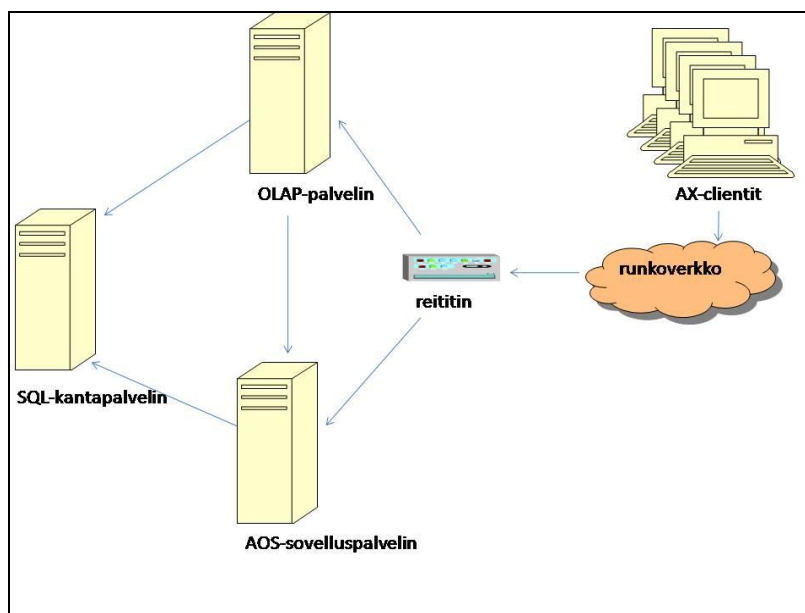 OLAP-palvelin
AX-clientit
runkoverkko
reititin
SQL-kantapalvelin
AOS-sovelluspalvelin